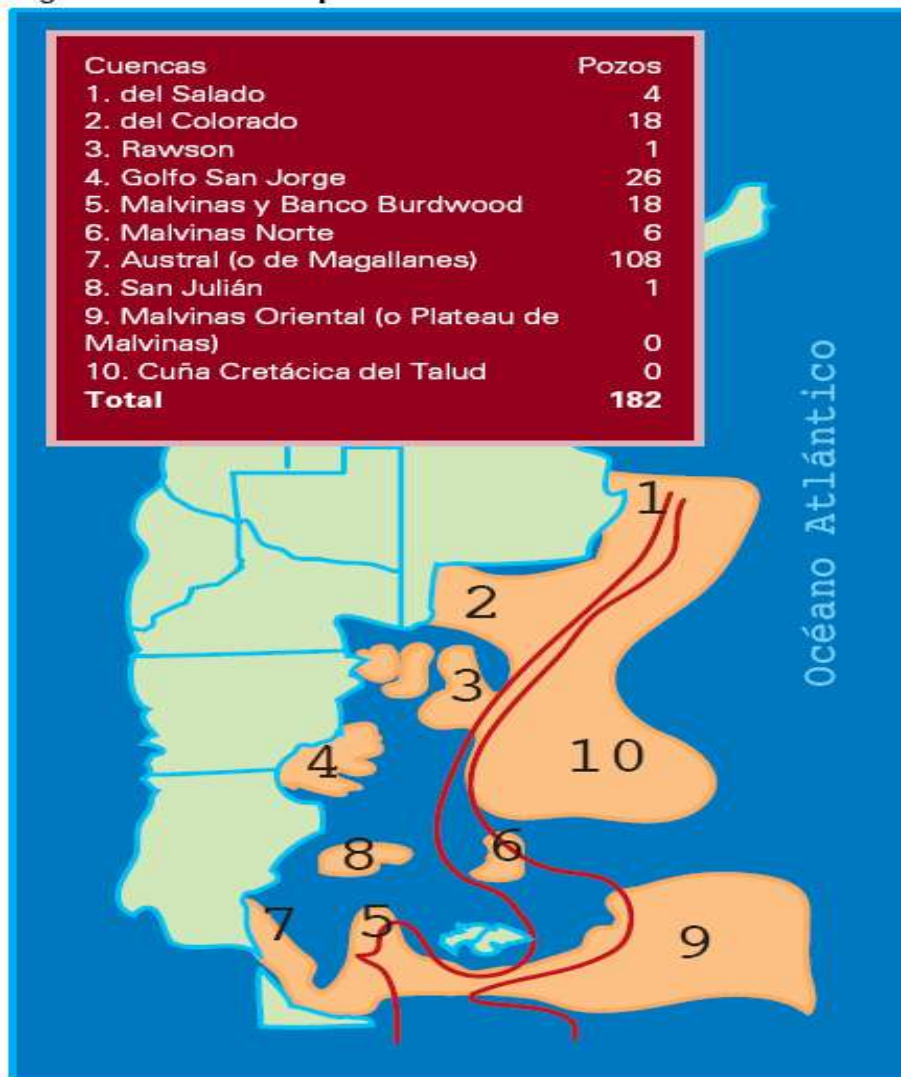 Cuencas Pozos
1. del Salado 4
2. del Colorado 18
3. Rawson 1
4. Golfo San Jorge 26
5. Malvinas y Banco Burdwood 18
6. Malvinas Norte 6
7. Austral (o de Magallanes) 108
8. San Julián 1
9. Malvinas Oriental (o Plateau de
Malvinas) 0
10. Cuña Cretácica del Talud 0
Total 182
Océano Atlántico
1
2
3
4
10
6
8
7
5
9